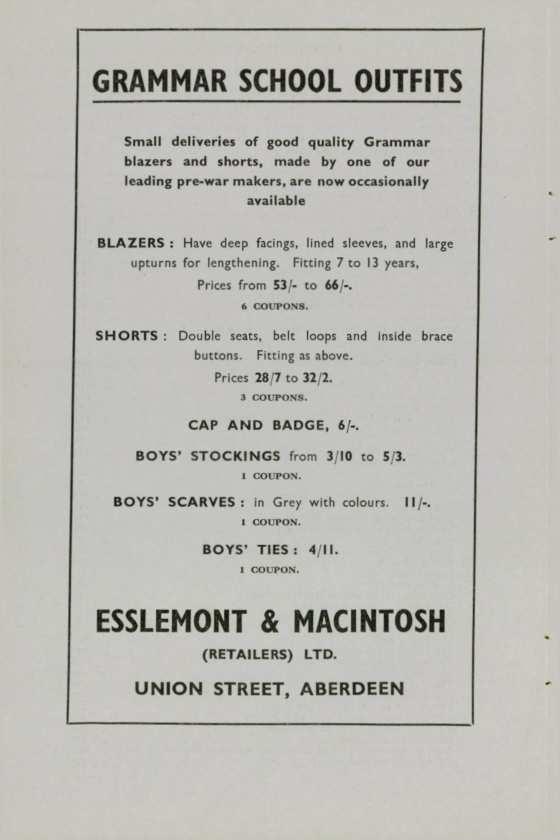 GRAMMAR SCHOOL OUTFITS
Small deliveries of good quality Grammar
blazers and shorts, made by one of our
leading pre-war makers, are now occasionally
available
BLAZERS : Have deep facings, lined sleeves, and large
upturns for lengthening. Fitting 7 to 13 years,
Prices from 53/- to 66/-.
6 COUPONS.
SHORTS : Double seats, belt loops and inside brace
buttons. Fitting as above.
Prices 28/7 to 32/2.
3 COUPONS.
CAP AND BADGE, 6/-.
BOYS' STOCKINGS from 3/10 to 5/3.
1 COUPON.
BOYS' SCARVES : in Grey with colours. 11/-.
1 COUPON.
BOYS' TIES : 4/11.
1 COUPON.
ESSLEMONT & MACINTOSH
(RETAILERS) LTD.
UNION STREET, ABERDEEN